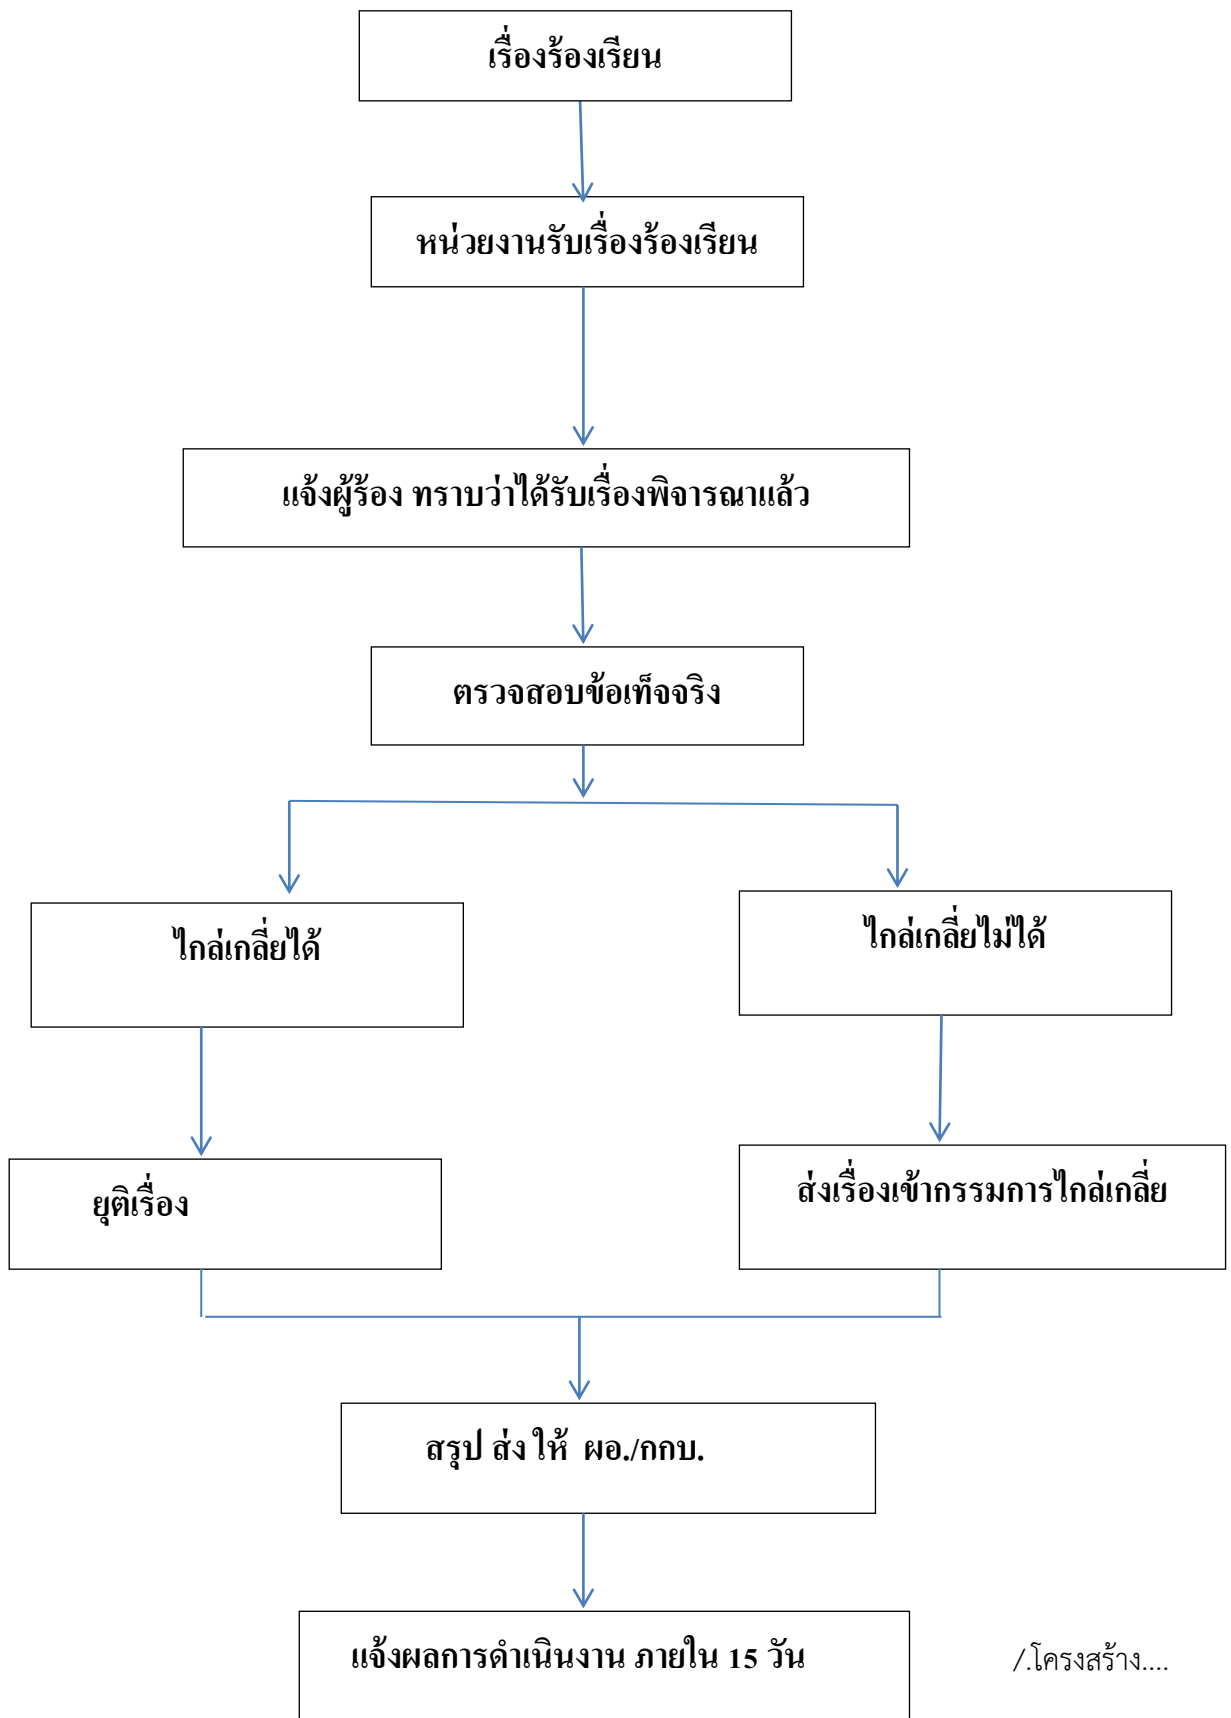 เรื่องร้องเรียน
หน่วยงานรับเรื่องร้องเรียน
แจ้งผู้ร้อง ทราบว่าได้รับเรื่องพิจารณาแล้ว
ตรวจสอบข้อเท็จจริง
ไกล่เกลี่ยได้
ไกล่เกลี่ยไม่ได้
ยุติเรื่อง
ส่งเรื่องเข้ากรรมการไกล่เกลี่ย
สรุป ส่ง ให้ ผอ./กกบ.
แจ้งผลการดำเนินงาน ภายใน 15 วัน
/.โครงสร้าง....